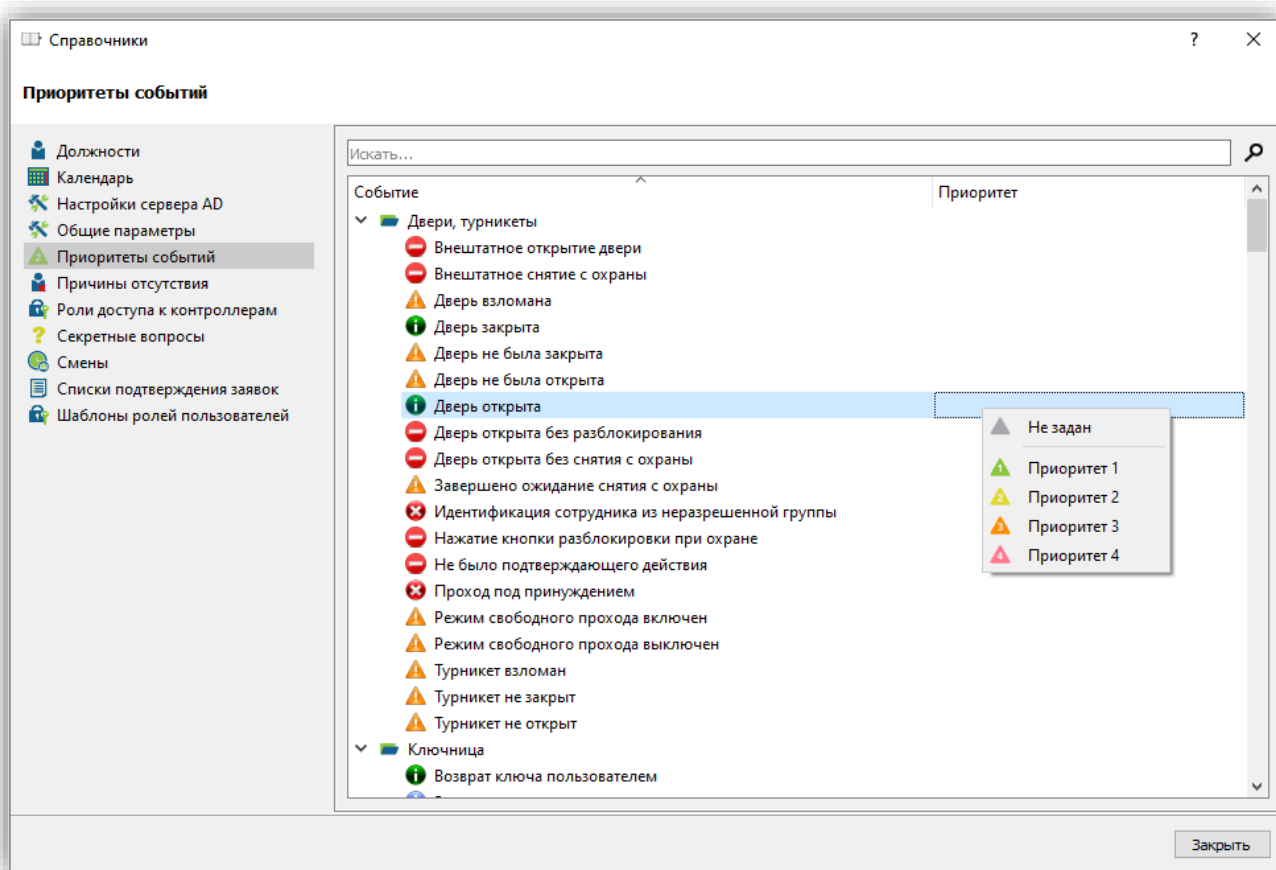 Справочники
?
Приоритеты событий
Должности
Календарь
Настройки сервера AD
Общие параметры
Приоритеты событий
Причины отсутствия
Роли доступа к контроллерам
Секретные вопросы
Смены
Списки подтверждения заявок
Шаблоны ролей пользователей
Искать...
Событие Приоритет
Двери, турникеты
Внештатное открытие двери
Внештатное снятие с охраны
Дверь взломана
Дверь закрыта
Дверь не была закрыта
Дверь не была открыта
Дверь открыта
Дверь открыта без разблокирования
Дверь открыта без снятия с охраны
Завершено ожидание снятия с охраны
Идентификация сотрудника из неразрешенной группы
Нажатие кнопки разблокировки при охране
Не было подтверждающего действия
Проход под принуждением
Режим свободного прохода включен
Режим свободного прохода выключен
Турникет взломан
Турникет не закрыт
Турникет не открыт
Ключница
Возврат ключа пользователем
Не задан
1 Приоритет 1
2 Приоритет 2
3 Приоритет 3
4 Приоритет 4
Закрыть